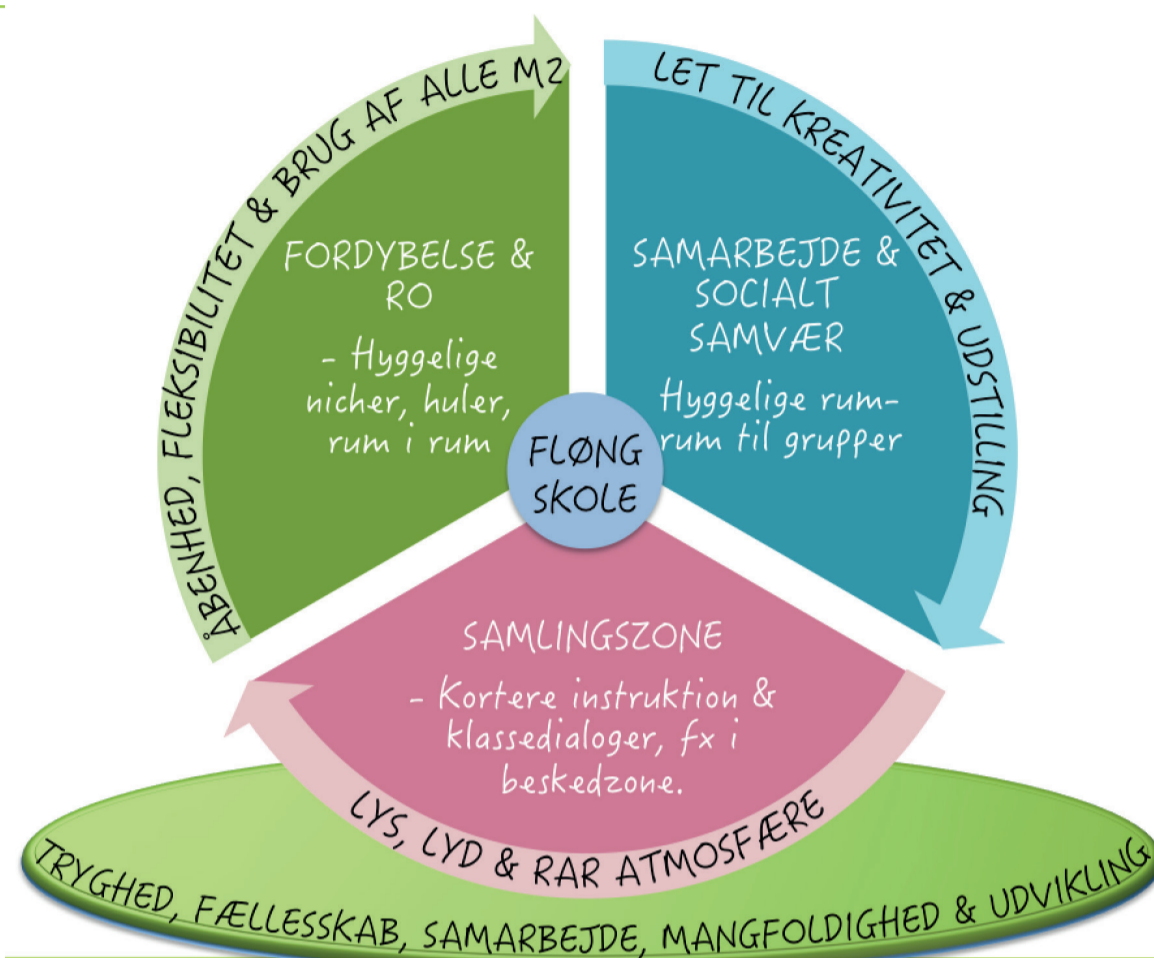 ÅBENHED, FLEKSIBILITET & BRUG AF ALLE M2
LET TIL KREATIVITET & UDSTILLING
FORDYBELSE &
RO
- Hyggelige
nicher, huler,
rum i rum
SAMARBEJDE &
SOCIALT
SAMVÆR
Hyggelige rum-
rum til grupper
FLØNG
SKOLE
SAMLINGSZONE
- Kortere instruktion &
klassedialoger, fx i
beskedzone.
LYS, LYD & RAR ATMOSFÆRE
TRYGHED, FÆLLESSKAB, SAMARBEJDE, MANGFOLDIGHED & UDVIKLING